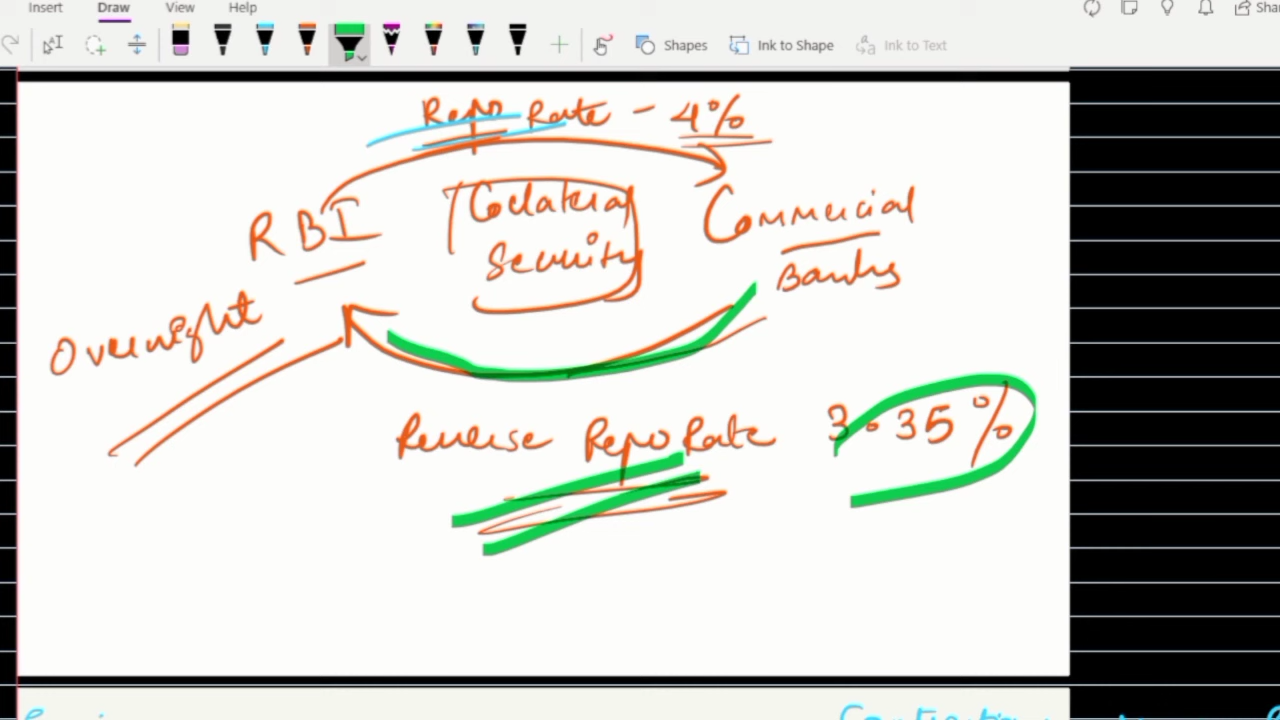 Insert Draw View Help
Shar
Shapes Ink to Shape Ink to Text
Repo Rate - 4%
RBI Collateral Commercial
Security Banks
Overnight
Reverse Repo Rate 3.35%